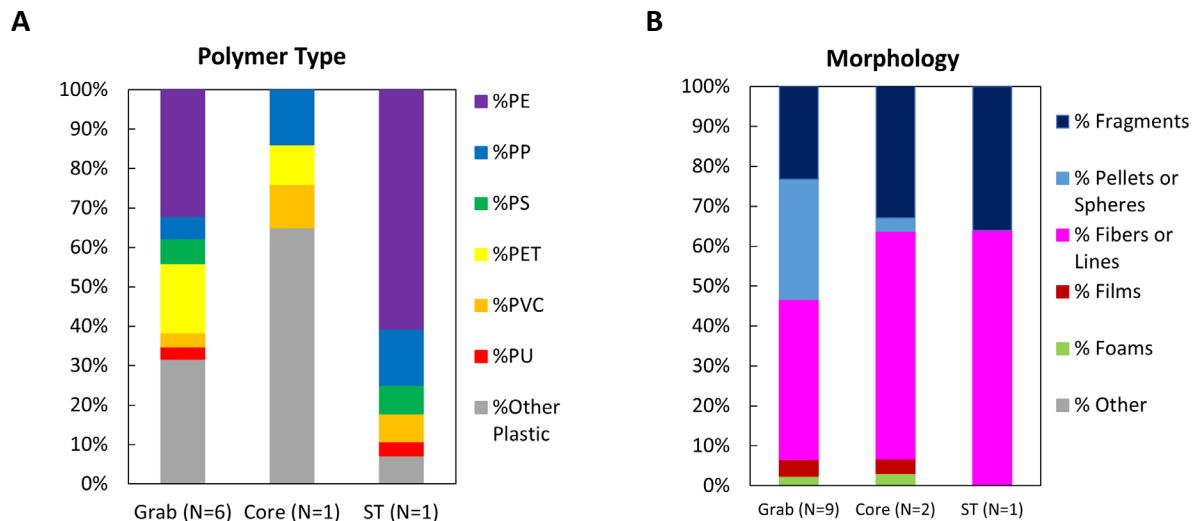 A
Polymer Type
100%
90%
80%
70%
60%
50%
40%
30%
20%
10%
0%
Grab (N=6) Core (N=1) ST (N=1)
%PE
%PP
%PS
%PET
%PVC
%PU
%Other
Plastic
B
Morphology
100%
90%
80%
70%
60%
50%
40%
30%
20%
10%
0%
Grab (N=9) Core (N=2) ST (N=1)
% Fragments
% Pellets or
Spheres
% Fibers or
Lines
% Films
% Foams
% Other